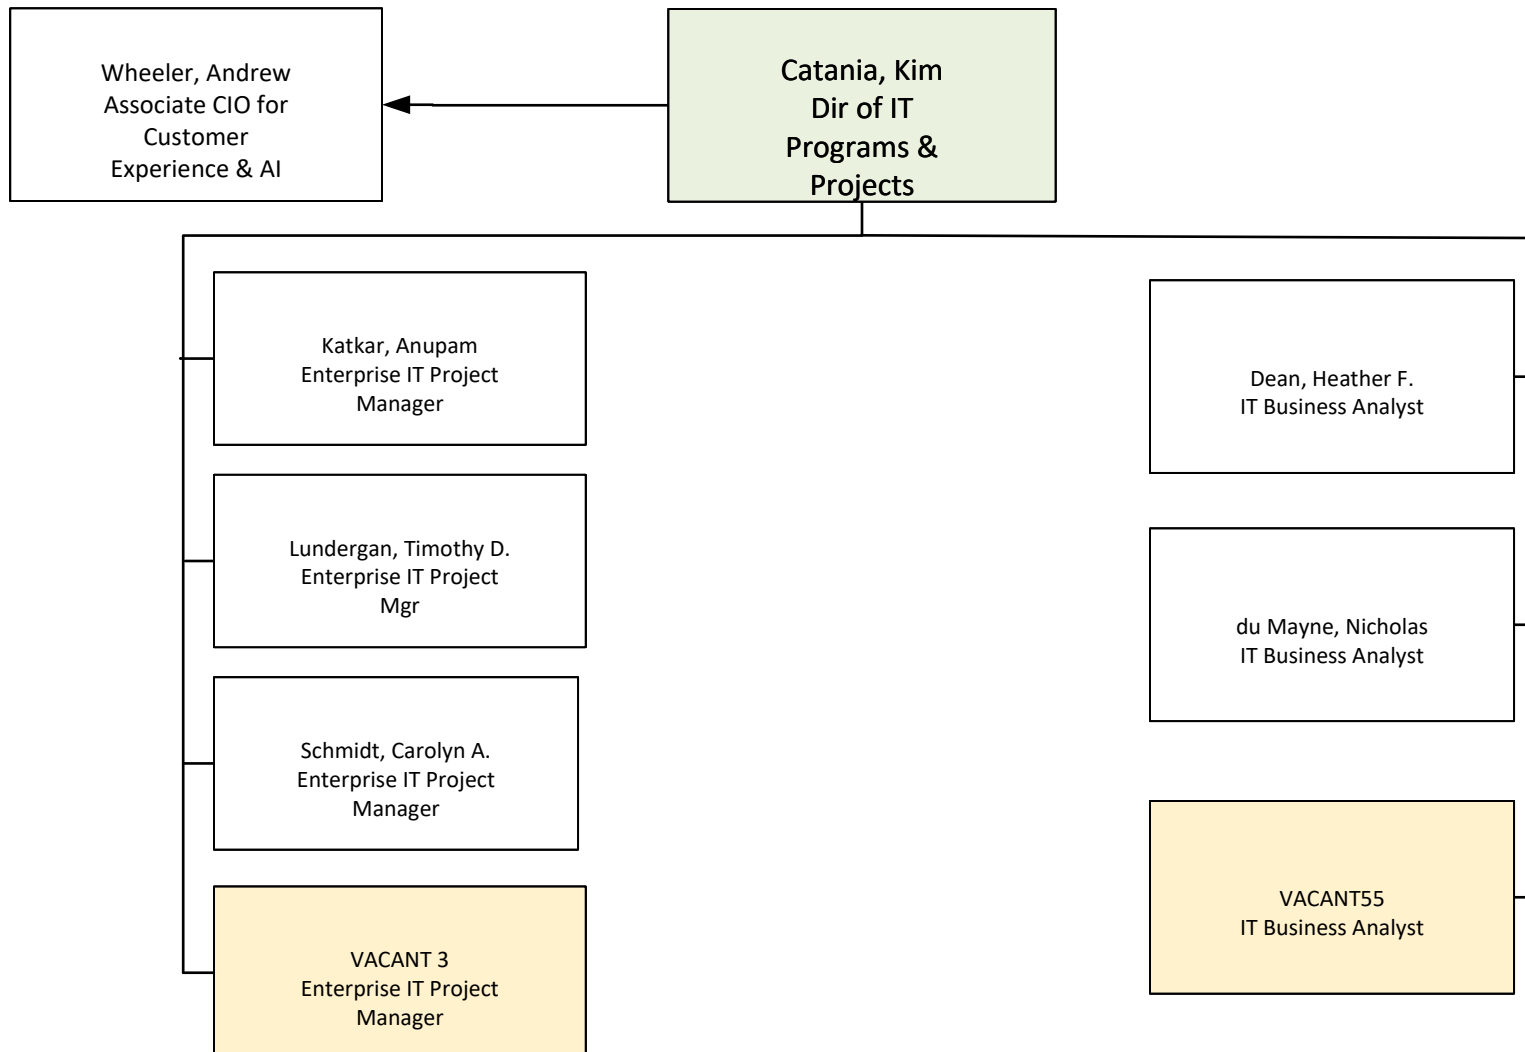 Wheeler, Andrew
Associate CIO for
Customer
Experience & AI
Catania, Kim
Dir of IT
Programs &
Projects
Katkar, Anupam
Enterprise IT Project
Manager
Lundergan, Timothy D.
Enterprise IT Project
Mgr
Schmidt, Carolyn A.
Enterprise IT Project
Manager
VACANT 3
Enterprise IT Project
Manager
Dean, Heather F.
IT Business Analyst
du Mayne, Nicholas
IT Business Analyst
VACANT55
IT Business Analyst